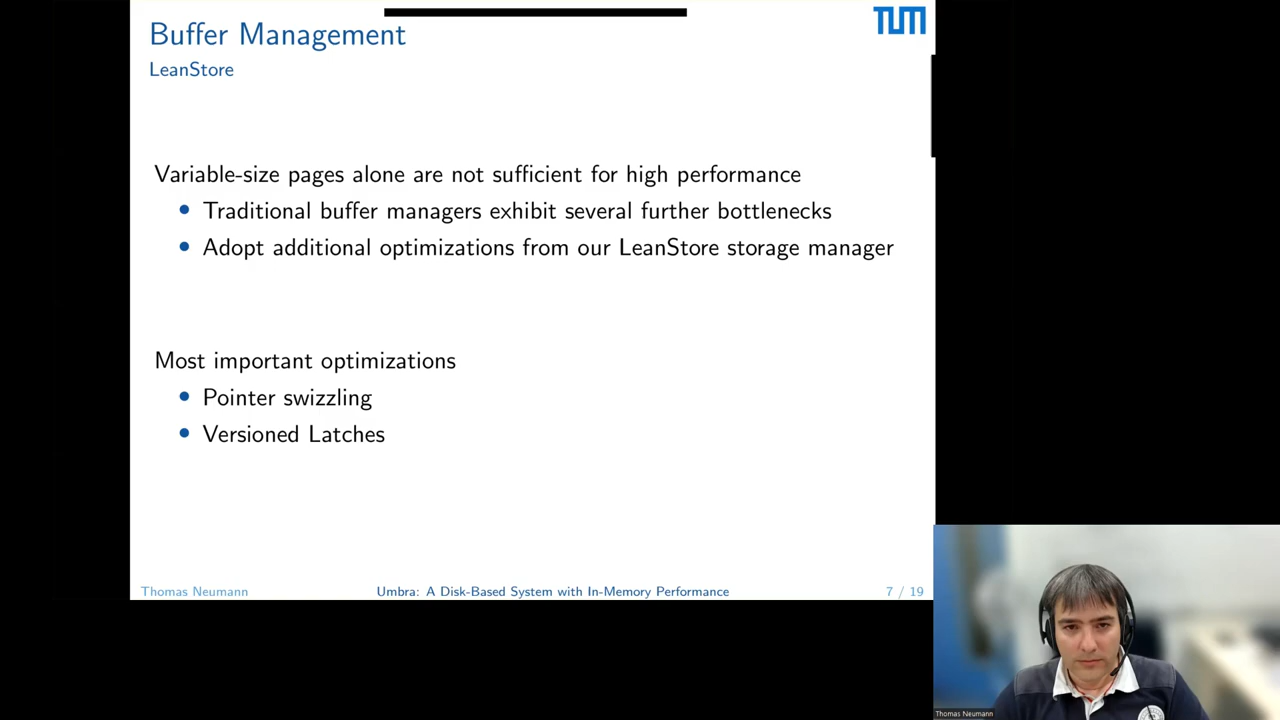 Buffer Management
TUM
LeanStore
Variable-size pages alone are not sufficient for high performance
Traditional buffer managers exhibit several further bottlenecks
Adopt additional optimizations from our LeanStore storage manager
Most important optimizations
Pointer swizzling
Versioned Latches
Thomas Neumann
Umbra: A Disk-Based System with In-Memory Performance
7 / 19
Thomas Neumann